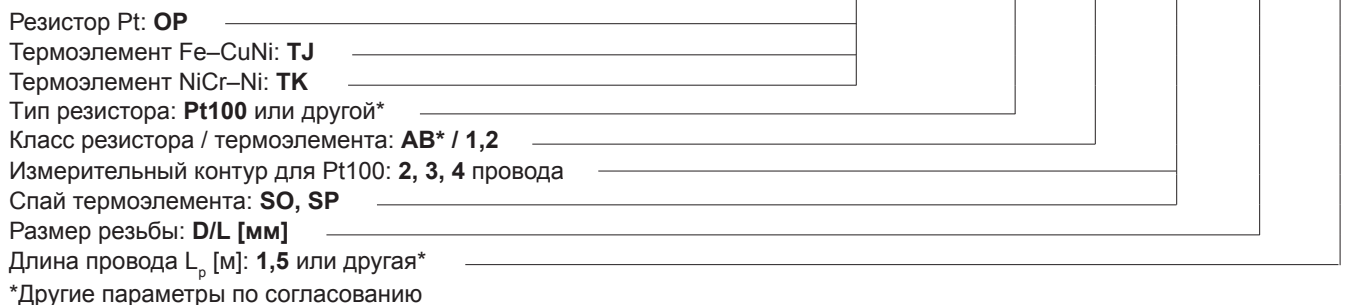 Резистор Pt: OP
Термоэлемент Fe–CuNi: TJ
Термоэлемент NiCr–Ni: TK
Тип резистора: Pt100 или другой*
Класс резистора / термоэлемента: AB* / 1,2
Измерительный контур для Pt100: 2, 3, 4 провода
Спай термоэлемента: SO, SP
Размер резьбы: D/L [мм]
Длина провода Lp [м]: 1,5 или другая*
*Другие параметры по согласованию